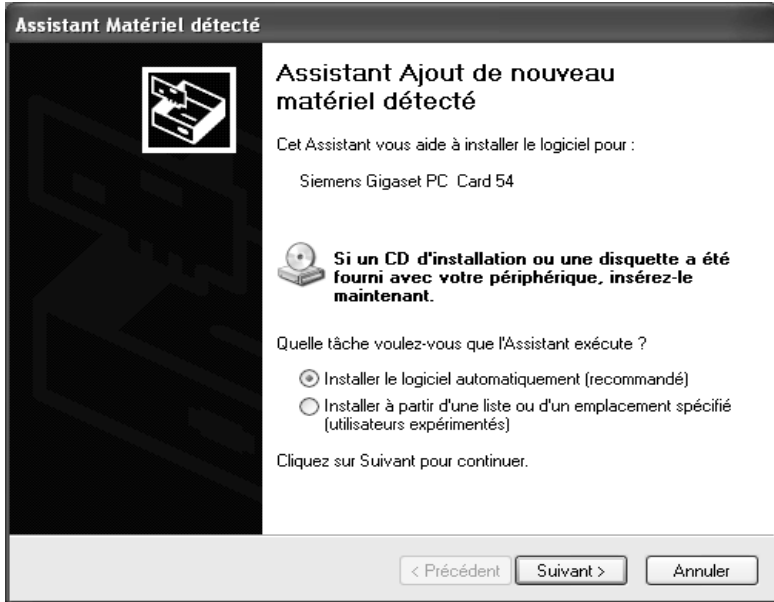 Assistant Matériel détecté
Assistant Ajout de nouveau
matériel détecté
Cet Assistant vous aide à installer le logiciel pour :
Siemens Gigaset PC Card 54
Si un CD d'installation ou une disquette a été
fourni avec votre périphérique, insérez-le
maintenant.
Quelle tâche voulez-vous que l'Assistant exécute ?
Installer le logiciel automatiquement (recommandé)
Installer à partir d'une liste ou d'un emplacement spécifié
(utilisateurs expérimentés)
Cliquez sur Suivant pour continuer.
< Précédent Suivant > Annuler